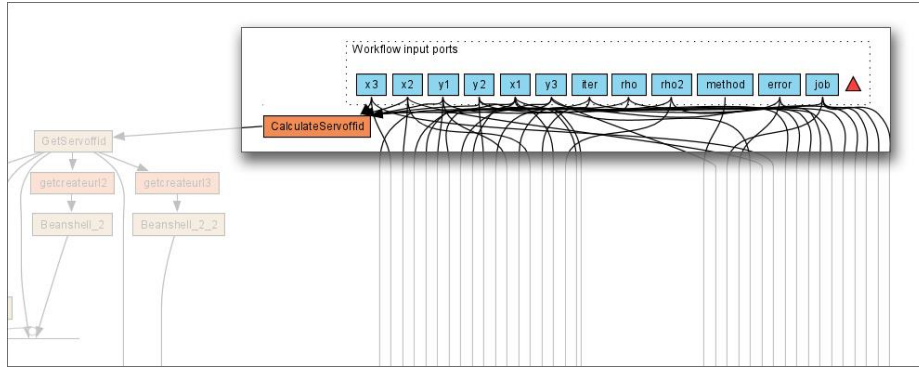 Workflow input ports
x3 x2 y1 y2 x1 y3 iter rho rho2 method error job
CalculateServoffid
GetServoffid
getcreateurl2 getcreateurl3
Beanshell_2 Beanshell_2_2